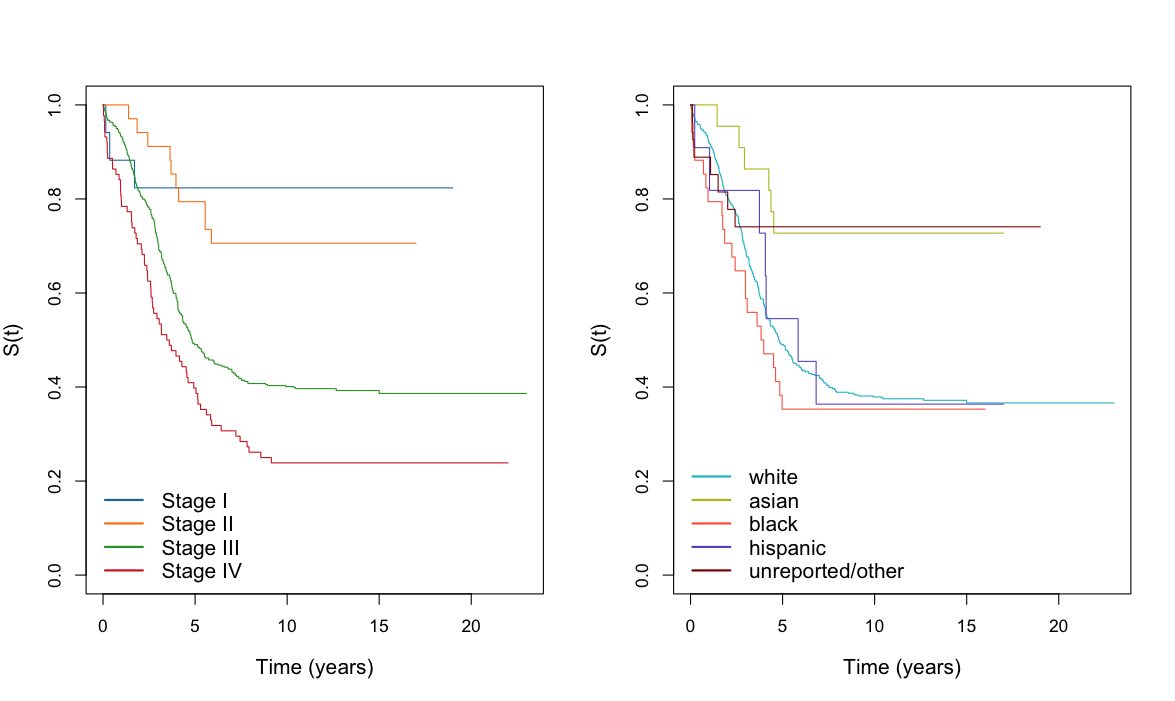 S(t)
1.0
0.8
0.6
0.4
0.2
0.0
Stage I
Stage II
Stage III
Stage IV
0 5 10 15 20
Time (years)
S(t)
1.0
0.8
0.6
0.4
0.2
0.0
white
asian
black
hispanic
unreported/other
0 5 10 15 20
Time (years)